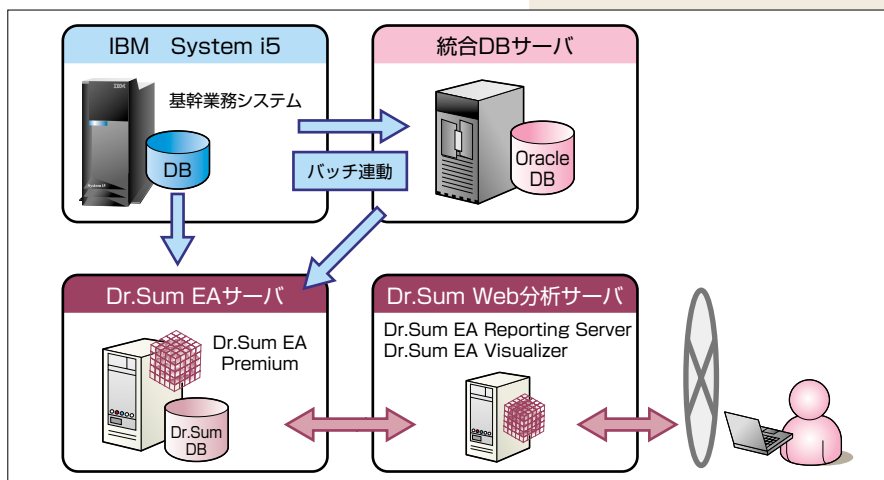 IBM System i5
IBM
基幹業務システム
DB
System i5
統合DBサーバ
Oracle
DB
バッチ連動
Dr.Sum EAサーバ
Dr.Sum EA
Premium
Dr.Sum
DB
Dr.Sum Web分析サーバ
Dr.Sum EA Reporting Server
Dr.Sum EA Visualizer